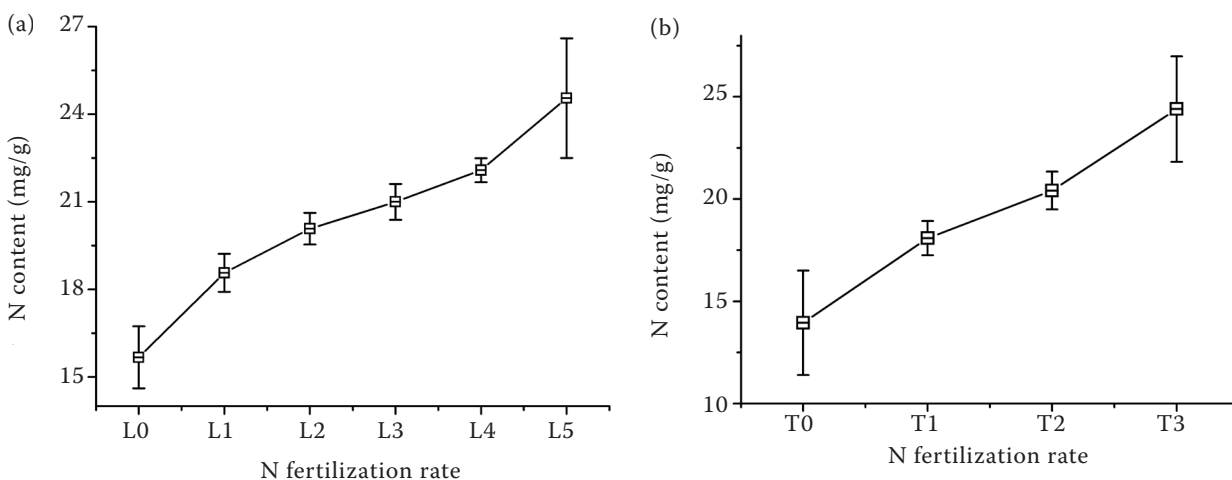 (a)
27
24
21
18
15
N content (mg/g)
L0 L1 L2 L3 L4 L5
N fertilization rate
(b)
25
20
15
10
N content (mg/g)
T0 T1 T2 T3
N fertilization rate